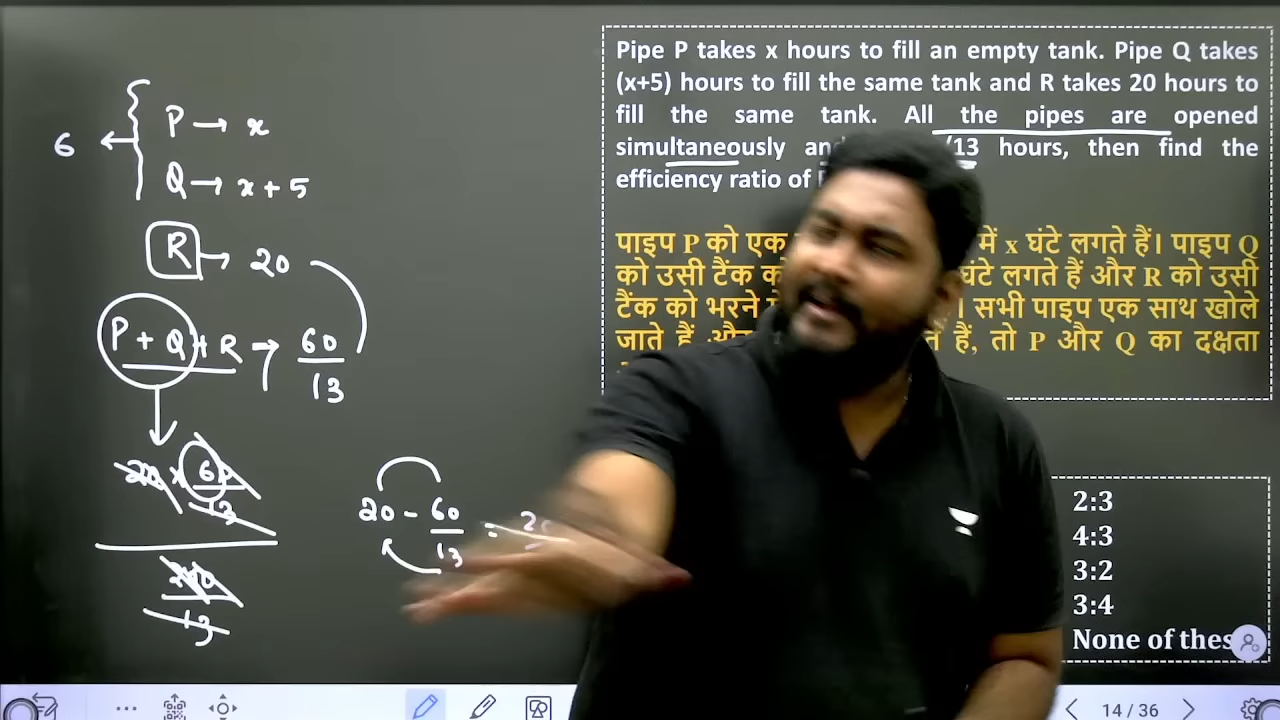 Pipe P takes x hours to fill an empty tank. Pipe Q takes
(x+5) hours to fill the same tank and R takes 20 hours to
fill the same tank. All the pipes are opened
simultaneously /13 hours, then find the
efficiency ratio of
पाइप P को एक में x घंटे लगते हैं। पाइप Q
को उसी टैंक घंटे लगते हैं और R को उसी
टैंक को भरने । सभी पाइप एक साथ खोले
जाते हैं हैं, तो P और Q का दक्षता
2:3
4:3
3:2
3:4
None of thes
P → x
6 ←
Q → x + 5
R → 20
P + Q + R → 60/13
20 - 60/13 =
14 / 36